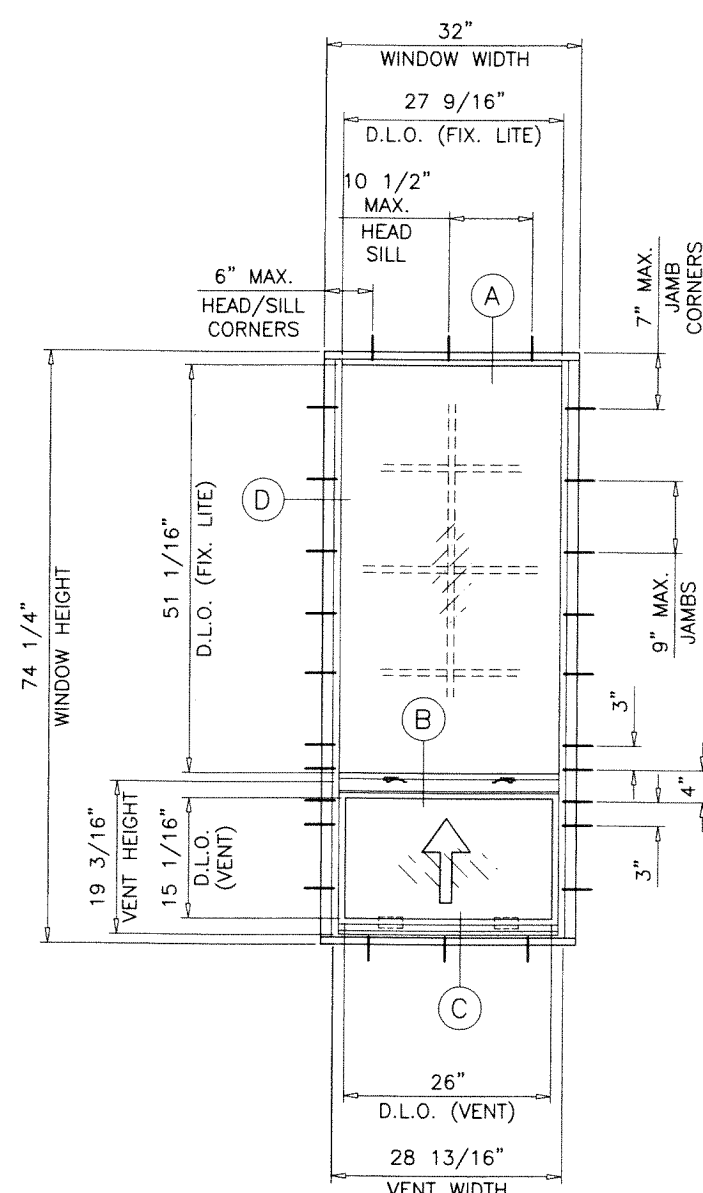 32"
WINDOW WIDTH
27 9/16"
D.L.O. (FIX. LITE)
10 1/2"
MAX.
HEAD
SILL
6" MAX.
HEAD/SILL
CORNERS
A
7" MAX.
JAMB
CORNERS
D
51 1/16"
D.L.O. (FIX. LITE)
74 1/4"
WINDOW HEIGHT
9" MAX.
JAMBS
B
3"
4"
3"
19 3/16"
VENT HEIGHT
15 1/16"
D.L.O.
(VENT)
C
26"
D.L.O. (VENT)
28 13/16"
VENT WIDTH